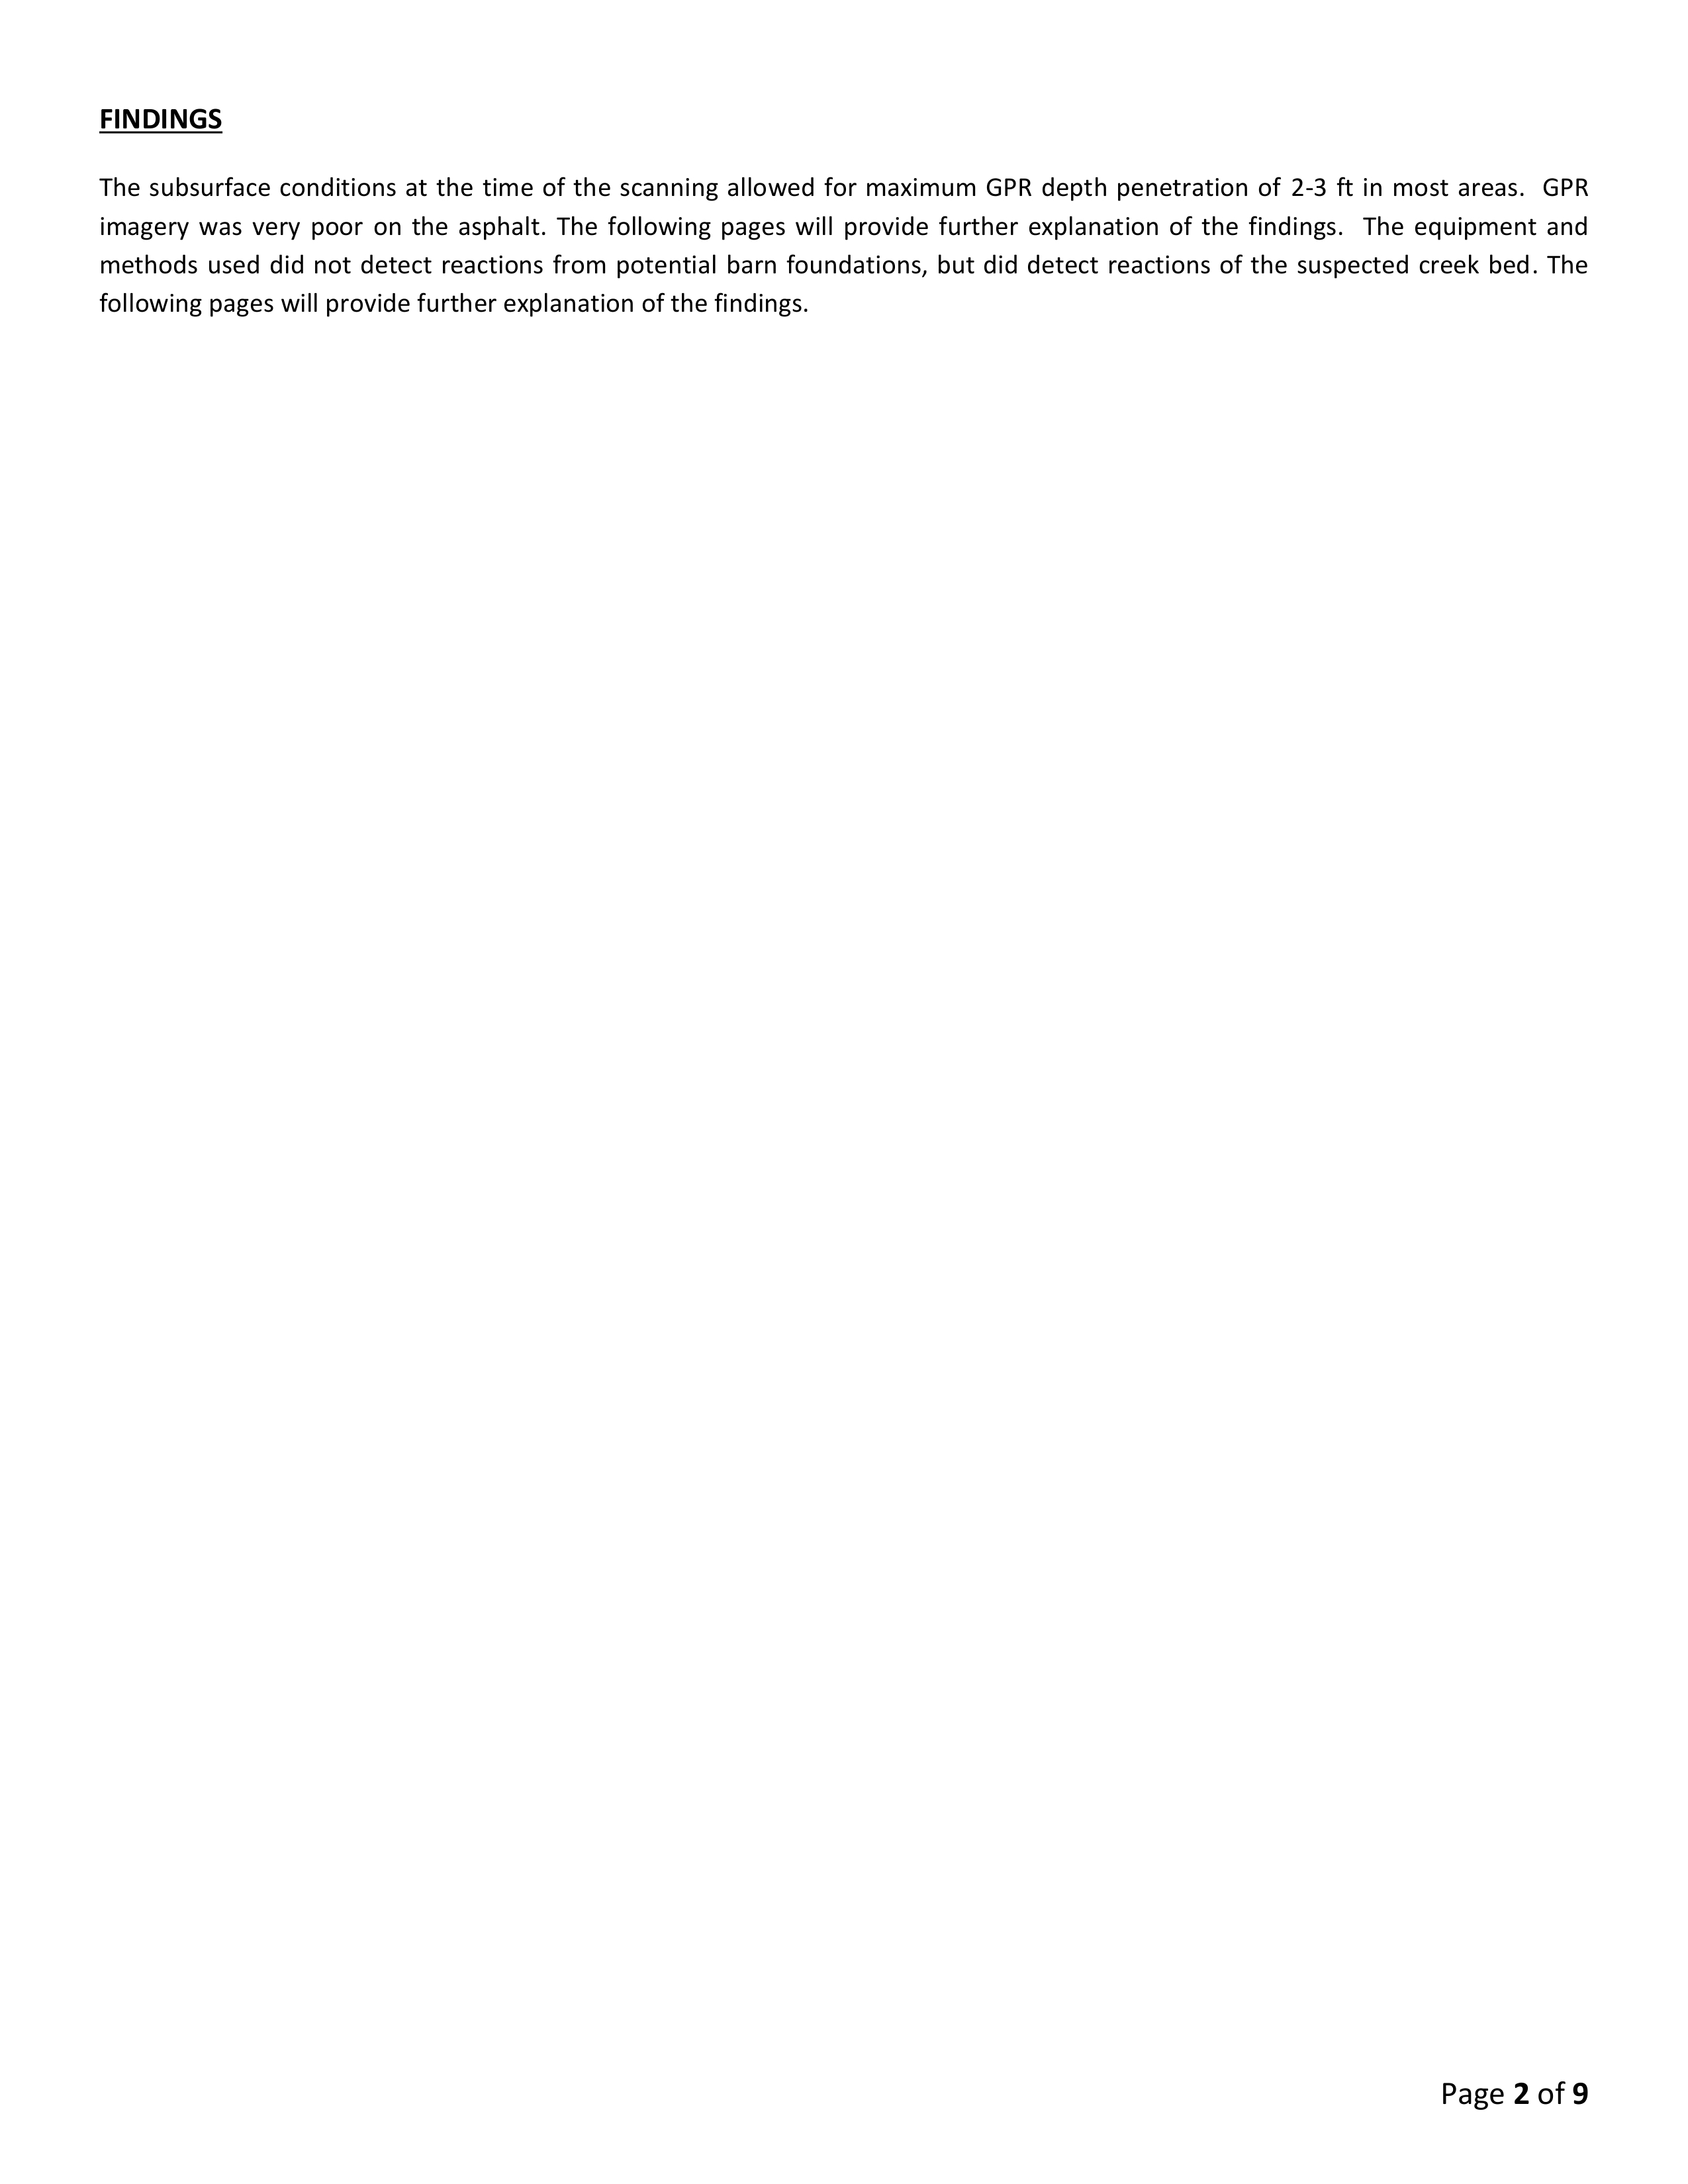 FINDINGS
The subsurface conditions at the time of the scanning allowed for maximum GPR depth penetration of 2-3 ft in most areas.  GPR
imagery was very poor on the asphalt. The following pages will provide further explanation of the findings.  The equipment and
methods used did not detect reactions from potential barn foundations, but did detect reactions of the suspected creek bed. The
following pages will provide further explanation of the findings.
Page 2 of 9